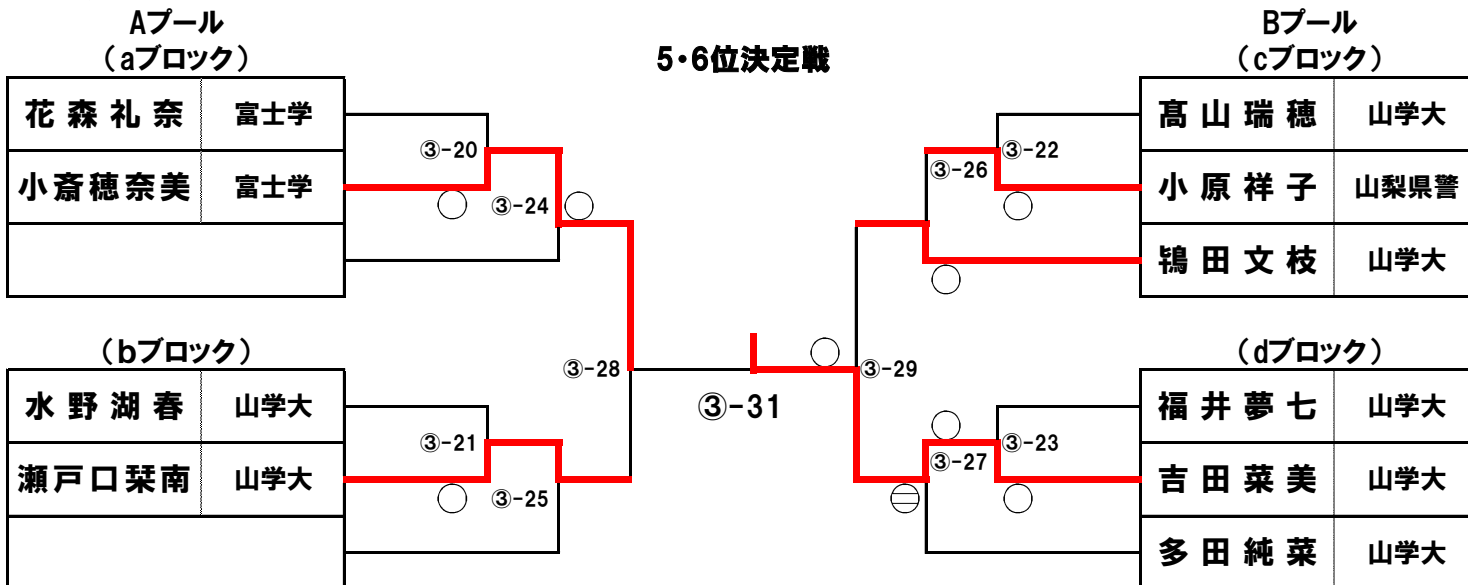 Aプール
(aブロック)
5・6位決定戦
Bプール
(cブロック)
花森礼奈 富士学
小斎穂奈美 富士学
③-20
③-24
髙山瑞穂 山学大
小原祥子 山梨県警
鴇田文枝 山学大
③-22
③-26
(bブロック)
水野湖春 山学大
瀬戸口栞南 山学大
③-21
③-25
③-28
③-31
③-29
(dブロック)
福井夢七 山学大
吉田菜美 山学大
多田純菜 山学大
③-23
③-27